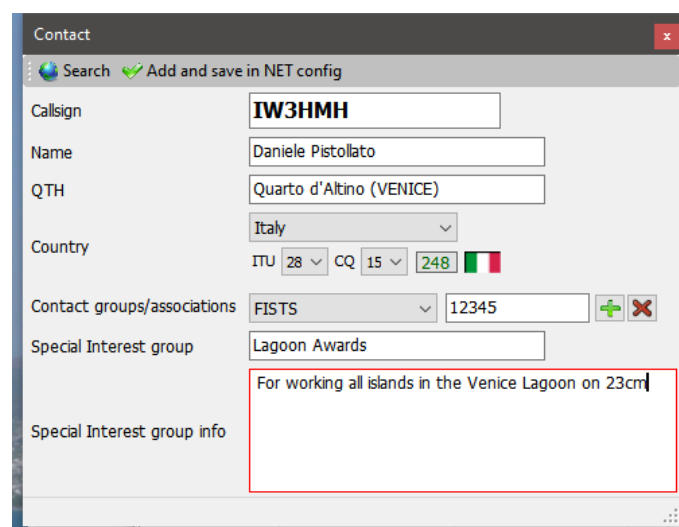 Contact
x
Search Add and save in NET config
Callsign IW3HMH
Name Daniele Pistollato
QTH Quarto d'Altino (VENICE)
Country Italy
ITU 28 CQ 15 248
Contact groups/associations FISTS 12345
Special Interest group Lagoon Awards
Special Interest group info For working all islands in the Venice Lagoon on 23cm